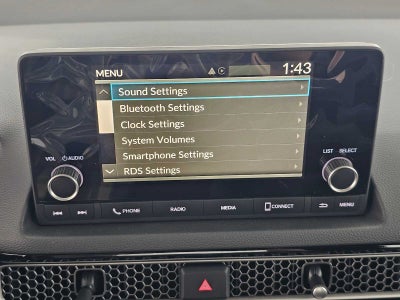 MENU 1:43
Sound Settings
Bluetooth Settings
Clock Settings
System Volumes
Smartphone Settings
RDS Settings
VOL AUDIO
LIST SELECT
PHONE RADIO MEDIA CONNECT MENU